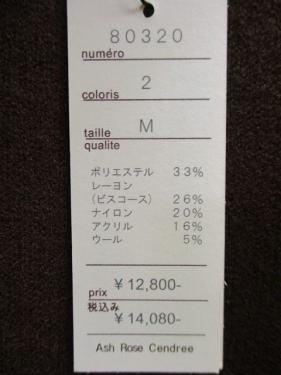 80320
numéro
2
coloris
M
taille
qualite
ポリエステル 33%
レーヨン
(ビスコース) 26%
ナイロン 20%
アクリル 16%
ウール 5%
¥12,800-
prix
税込み
¥14,080-
Ash Rose Cendree